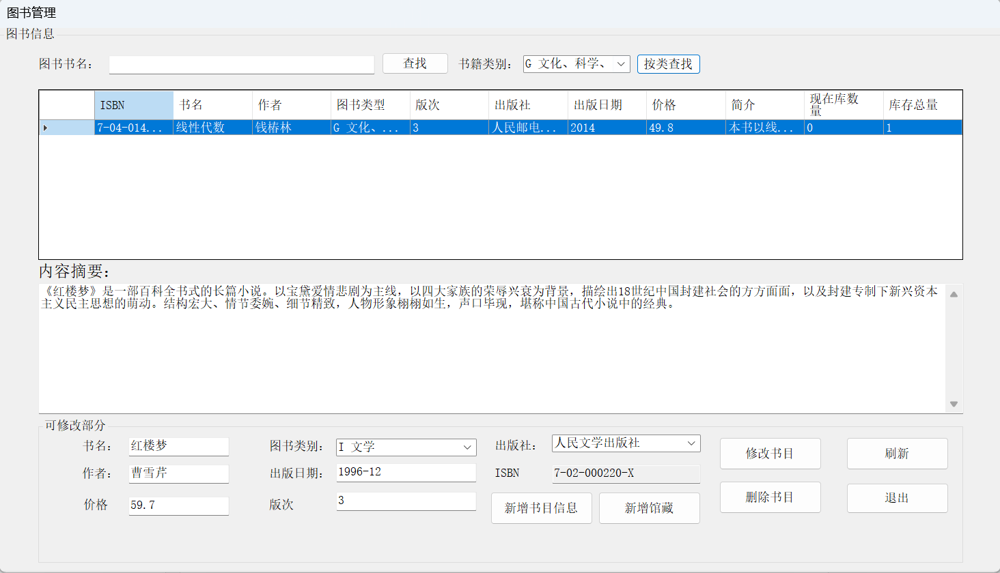 图书管理
图书信息
图书书名: 查找 书籍类别: G 文化、科学、 按类查找
ISBN 书名 作者 图书类型 版次 出版社 出版日期 价格 简介 现在库数量 库存总量
7-04-014... 线性代数 钱椿林 G 文化、... 3 人民邮电... 2014 49.8 本书以线... 0 1
内容摘要:
《红楼梦》是一部百科全书式的长篇小说。以宝黛爱情悲剧为主线，以四大家族的荣辱兴衰为背景，描绘出18世纪中国封建社会的方方面面，以及封建专制下新兴资本
主义民主思想的萌动。结构宏大、情节委婉、细节精致，人物形象栩栩如生，声口毕现，堪称中国古代小说中的经典。
可修改部分
书名: 红楼梦 图书类别: I 文学 出版社: 人民文学出版社 修改书目 刷新
作者: 曹雪芹 出版日期: 1996-12 ISBN 7-02-000220-X
价格 59.7 版次 3 新增书目信息 新增馆藏 删除书目 退出